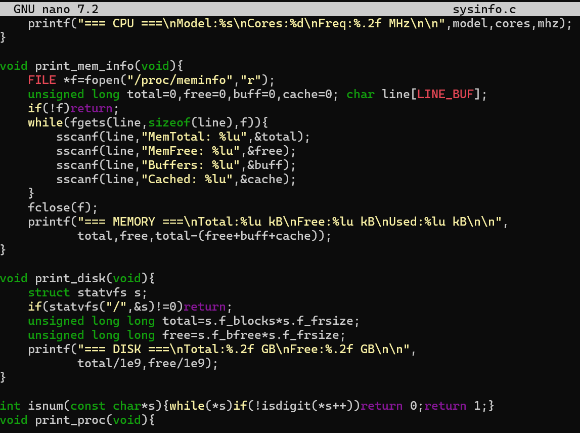 GNU nano 7.2 sysinfo.c
    printf("=== CPU ===\nModel:%s\nCores:%d\nFreq:%.2f MHz\n\n",model,cores,mhz);
}

void print_mem_info(void){
    FILE *f=fopen("/proc/meminfo","r");
    unsigned long total=0,free=0,buff=0,cache=0; char line[LINE_BUF];
    if(!f)return;
    while(fgets(line,sizeof(line),f)){
        sscanf(line,"MemTotal: %lu",&total);
        sscanf(line,"MemFree: %lu",&free);
        sscanf(line,"Buffers: %lu",&buff);
        sscanf(line,"Cached: %lu",&cache);
    }
    fclose(f);
    printf("=== MEMORY ===\nTotal:%lu kB\nFree:%lu kB\nUsed:%lu kB\n\n",
           total,free,total-(free+buff+cache));
}

void print_disk(void){
    struct statvfs s;
    if(statvfs("/",&s)!=0)return;
    unsigned long long total=s.f_blocks*s.f_frsize;
    unsigned long long free=s.f_bfree*s.f_frsize;
    printf("=== DISK ===\nTotal:%.2f GB\nFree:%.2f GB\n\n",
           total/1e9,free/1e9);
}

int isnum(const char*s){while(*s)if(!isdigit(*s++))return 0;return 1;}
void print_proc(void){